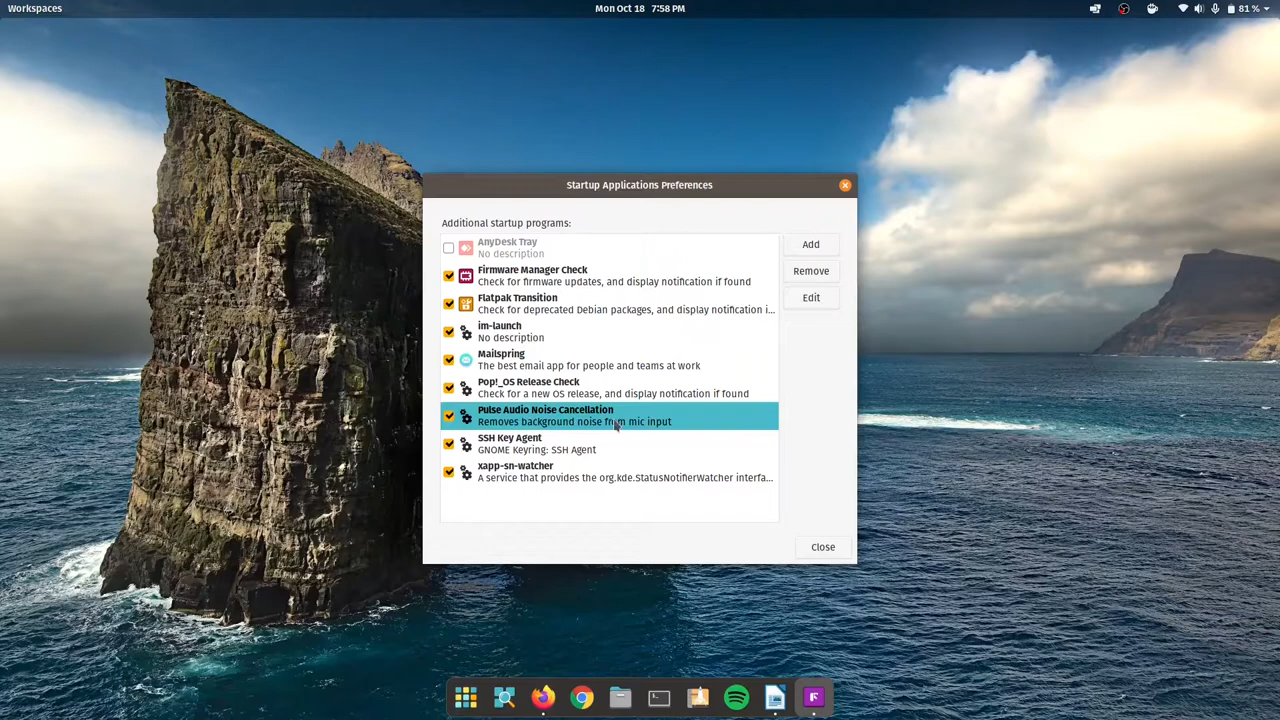 Workspaces
Mon Oct 18 7:58 PM
81 %
Startup Applications Preferences
Additional startup programs:
AnyDesk Tray
No description
Firmware Manager Check
Check for firmware updates, and display notification if found
Flatpak Transition
Check for deprecated Debian packages, and display notification i...
im-launch
No description
Mailspring
The best email app for people and teams at work
Pop!_OS Release Check
Check for a new OS release, and display notification if found
Pulse Audio Noise Cancellation
Removes background noise from mic input
SSH Key Agent
GNOME Keyring: SSH Agent
xapp-sn-watcher
A service that provides the org.kde.StatusNotifierWatcher interfa...
Add
Remove
Edit
Close